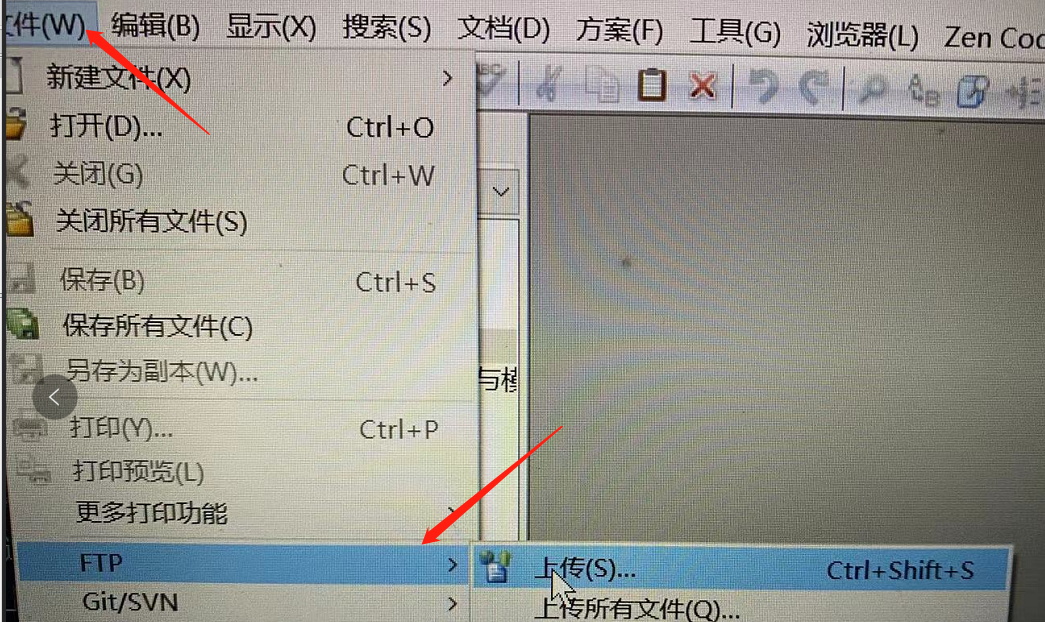 文件(W) 编辑(B) 显示(X) 搜索(S) 文档(D) 方案(F) 工具(G) 浏览器(L) Zen Cod
新建文件(X)
打开(D)... Ctrl+O
关闭(G) Ctrl+W
关闭所有文件(S)
保存(B) Ctrl+S
保存所有文件(C)
另存为副本(W)...
与模
打印(Y)... Ctrl+P
打印预览(L)
更多打印功能
FTP
上传(S)... Ctrl+Shift+S
Git/SVN
上传所有文件(Q)...